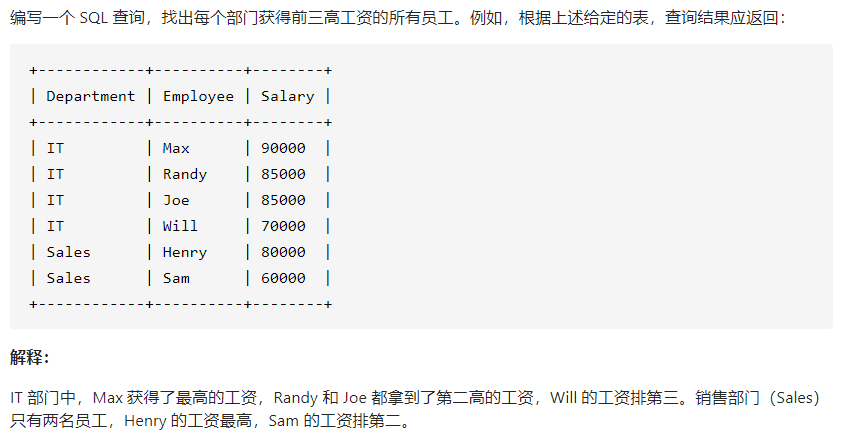 编写一个 SQL 查询，找出每个部门获得前三高工资的所有员工。例如，根据上述给定的表，查询结果应返回：
+------------+----------+--------+
| Department | Employee | Salary |
+------------+----------+--------+
| IT         | Max      | 90000  |
| IT         | Randy    | 85000  |
| IT         | Joe      | 85000  |
| IT         | Will     | 70000  |
| Sales      | Henry    | 80000  |
| Sales      | Sam      | 60000  |
+------------+----------+--------+
解释：
IT 部门中，Max 获得了最高的工资，Randy 和 Joe 都拿到了第二高的工资，Will 的工资排第三。销售部门（Sales）
只有两名员工，Henry 的工资最高，Sam 的工资排第二。